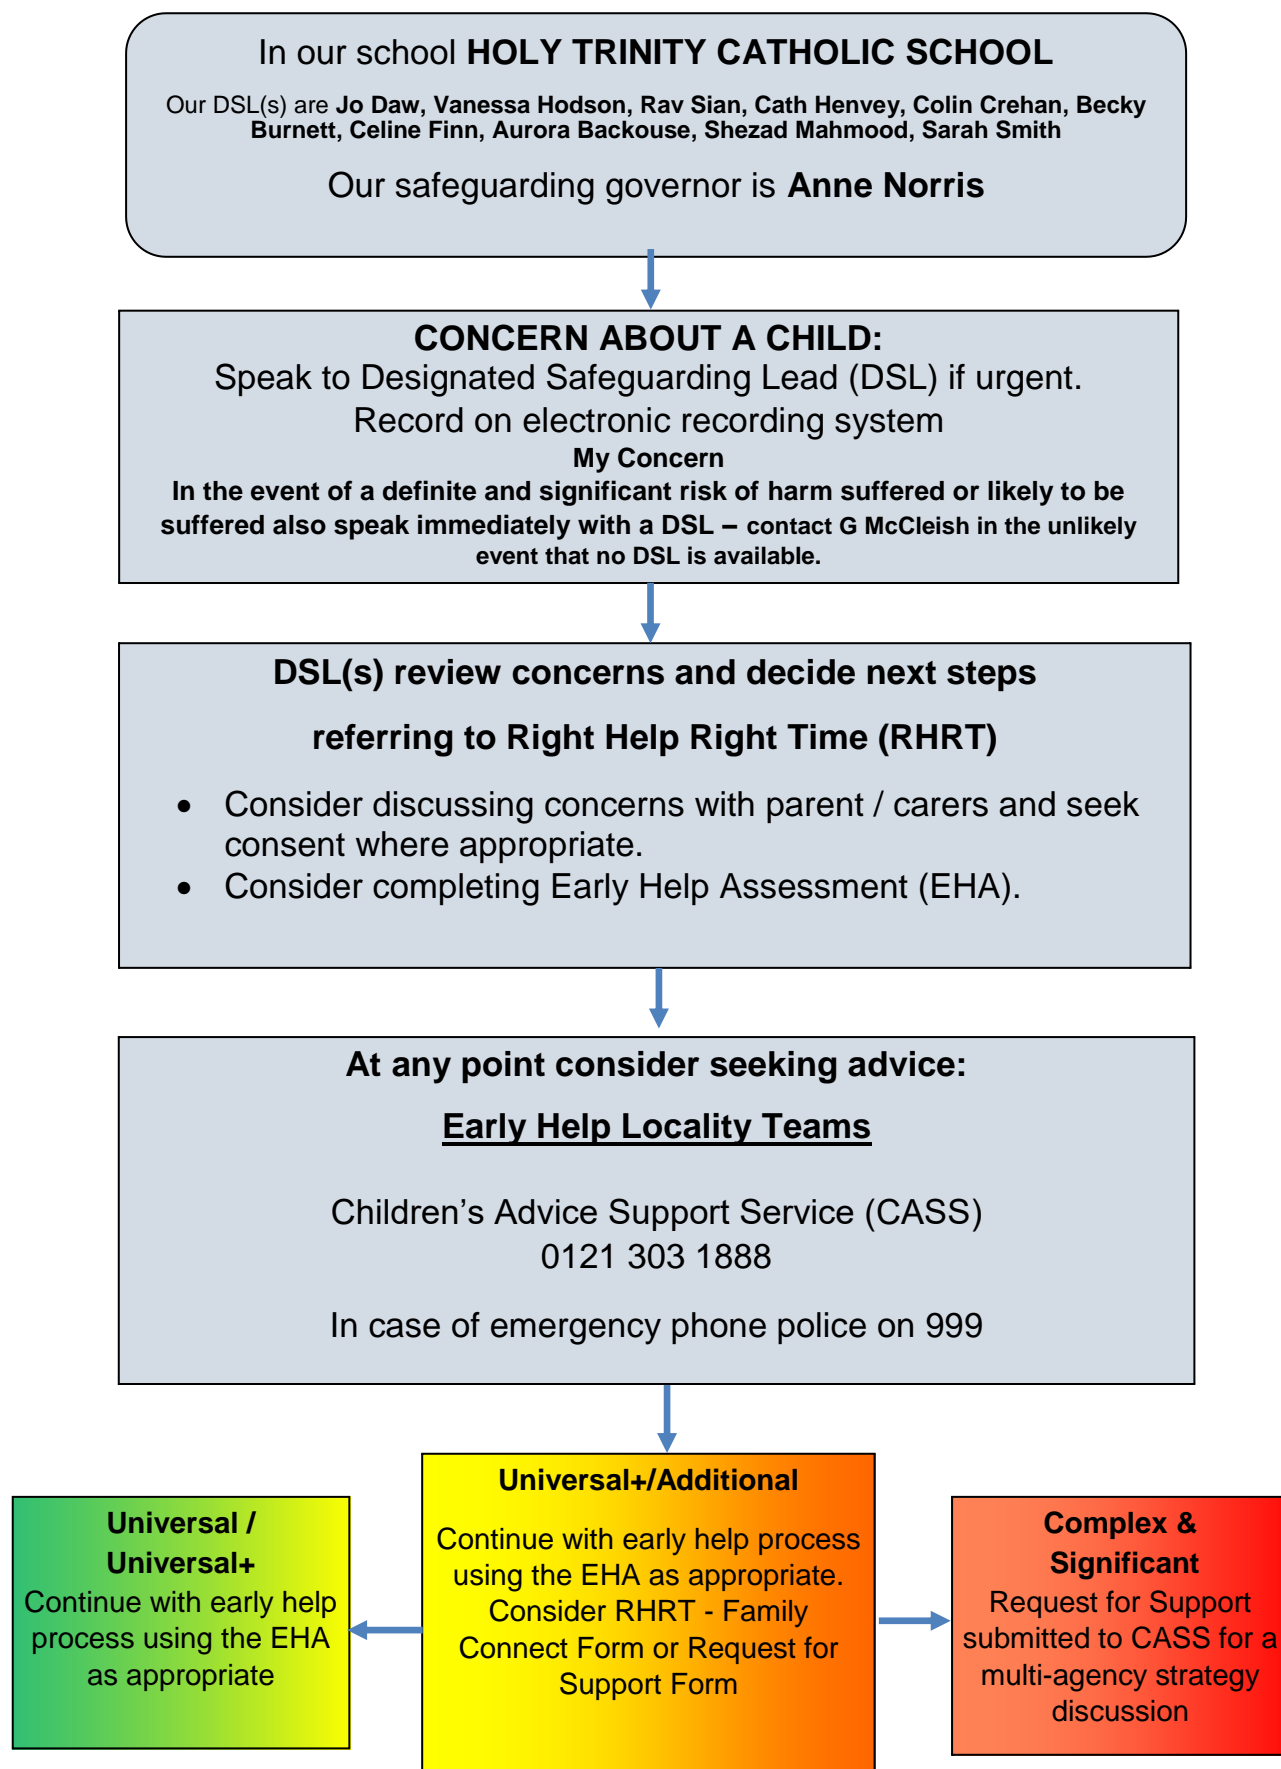 In our school HOLY TRINITY CATHOLIC SCHOOL
Our DSL(s) are Jo Daw, Vanessa Hodson, Rav Sian, Cath Henvey, Colin Crehan, Becky
Burnett, Celine Finn, Aurora Backouse, Shezad Mahmood, Sarah Smith
Our safeguarding governor is Anne Norris
CONCERN ABOUT A CHILD:
Speak to Designated Safeguarding Lead (DSL) if urgent.
Record on electronic recording system
My Concern
In the event of a definite and significant risk of harm suffered or likely to be
suffered also speak immediately with a DSL – contact G McCleish in the unlikely
event that no DSL is available.
DSL(s) review concerns and decide next steps
referring to Right Help Right Time (RHRT)
• Consider discussing concerns with parent / carers and seek
consent where appropriate.
• Consider completing Early Help Assessment (EHA).
At any point consider seeking advice:
Early Help Locality Teams
Children’s Advice Support Service (CASS)
0121 303 1888
In case of emergency phone police on 999
Universal /
Universal+
Continue with early help
process using the EHA
as appropriate
Universal+/Additional
Continue with early help process
using the EHA as appropriate.
Consider RHRT - Family
Connect Form or Request for
Support Form
Complex &
Significant
Request for Support
submitted to CASS for a
multi-agency strategy
discussion